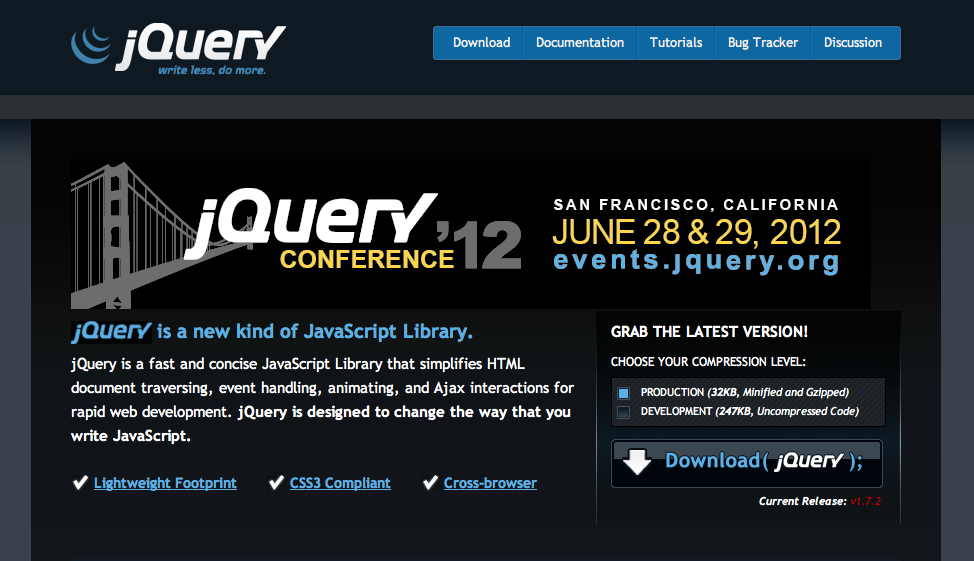 jQuery
write less, do more.
Download Documentation Tutorials Bug Tracker Discussion
jQuery
CONFERENCE '12
SAN FRANCISCO, CALIFORNIA
JUNE 28 & 29, 2012
events.jquery.org
jQuery is a new kind of JavaScript Library.
jQuery is a fast and concise JavaScript Library that simplifies HTML
document traversing, event handling, animating, and Ajax interactions for
rapid web development. jQuery is designed to change the way that you
write JavaScript.
Lightweight Footprint CSS3 Compliant Cross-browser
GRAB THE LATEST VERSION!
CHOOSE YOUR COMPRESSION LEVEL:
PRODUCTION (32KB, Minified and Gzipped)
DEVELOPMENT (247KB, Uncompressed Code)
Download( jQuery );
Current Release: v1.7.2